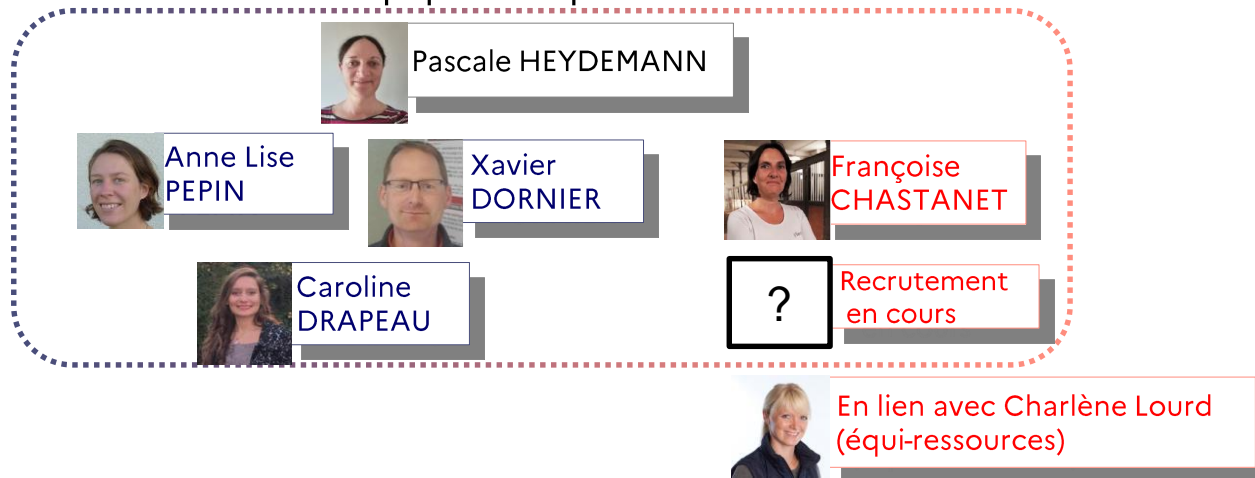 Pascale HEYDEMANN
Anne Lise
PEPIN
Xavier
DORNIER
Françoise
CHASTANET
Caroline
DRAPEAU
?
Recrutement
en cours
En lien avec Charlène Lourd
(équi-ressources)